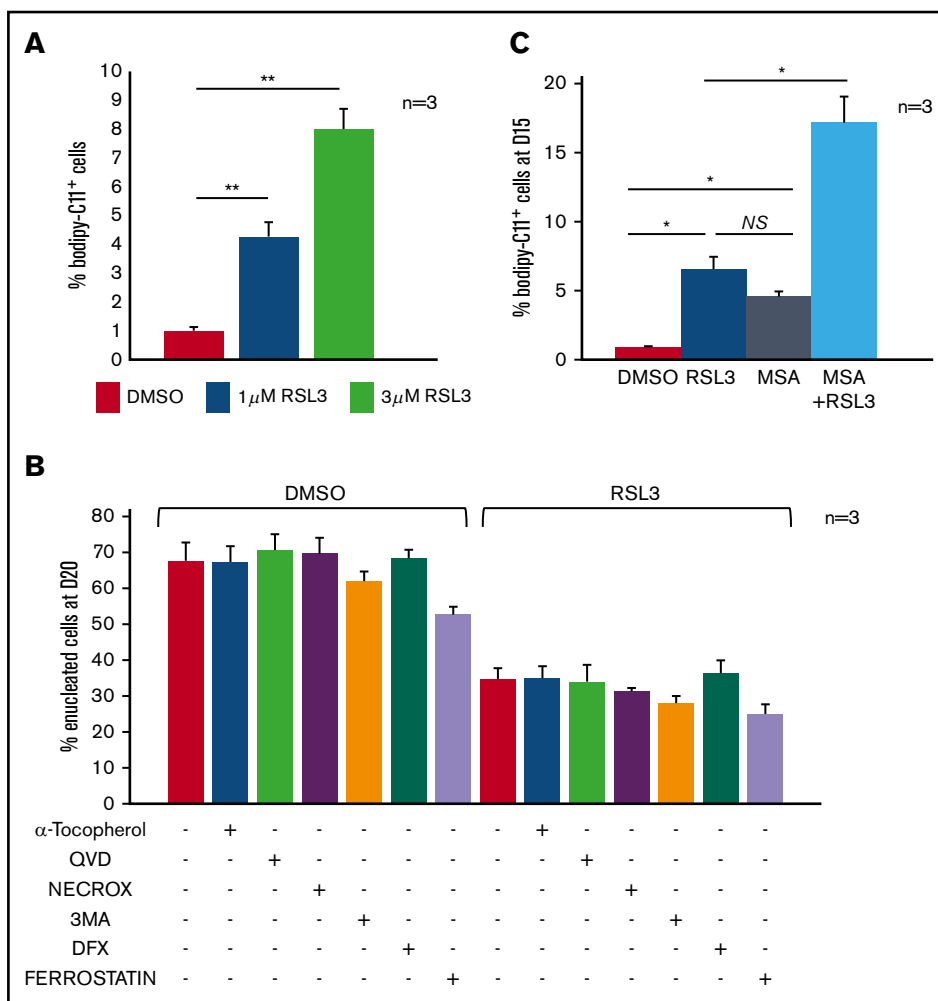 A
% bodipy-C11+ cells
10
9
8
7
6
5
4
3
2
1
0
**
**
n=3
DMSO 1μM RSL3 3μM RSL3
C
% bodipy-C11+ cells at D15
20
15
10
5
0
*
*
*
NS
n=3
DMSO RSL3 MSA MSA
+RSL3
B
DMSO RSL3
n=3
% enucleated cells at D20
80
70
60
50
40
30
20
10
0
α-Tocopherol - + - - - - - - + - - - - -
QVD - - + - - - - - - + - - - -
NECROX - - - + - - - - - - + - - -
3MA - - - - + - - - - - - + - -
DFX - - - - - + - - - - - - + -
FERROSTATIN - - - - - - + - - - - - - +